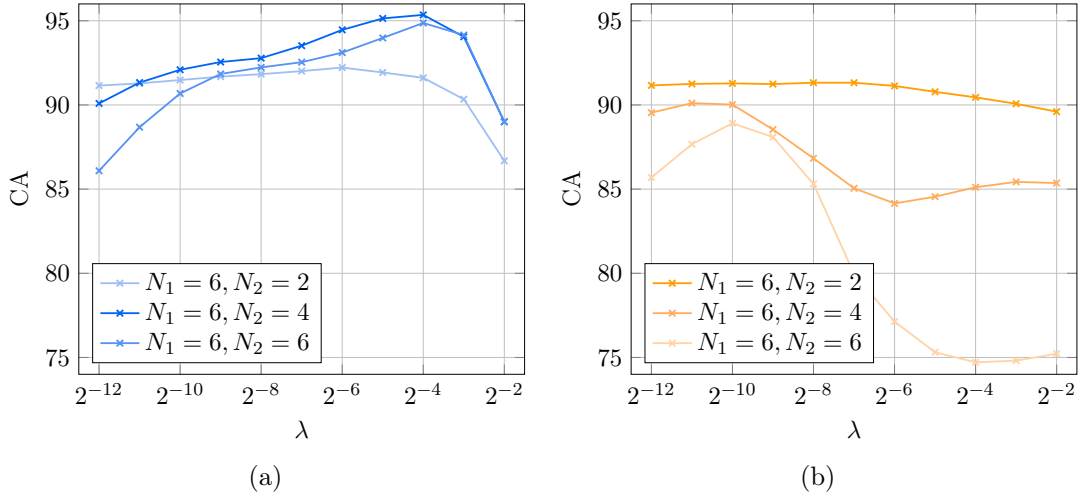 95
90
85
80
75
CA
2^{-12} 2^{-10} 2^{-8} 2^{-6} 2^{-4} 2^{-2}
λ
N_1 = 6, N_2 = 2
N_1 = 6, N_2 = 4
N_1 = 6, N_2 = 6
(a)
95
90
85
80
75
CA
2^{-12} 2^{-10} 2^{-8} 2^{-6} 2^{-4} 2^{-2}
λ
N_1 = 6, N_2 = 2
N_1 = 6, N_2 = 4
N_1 = 6, N_2 = 6
(b)